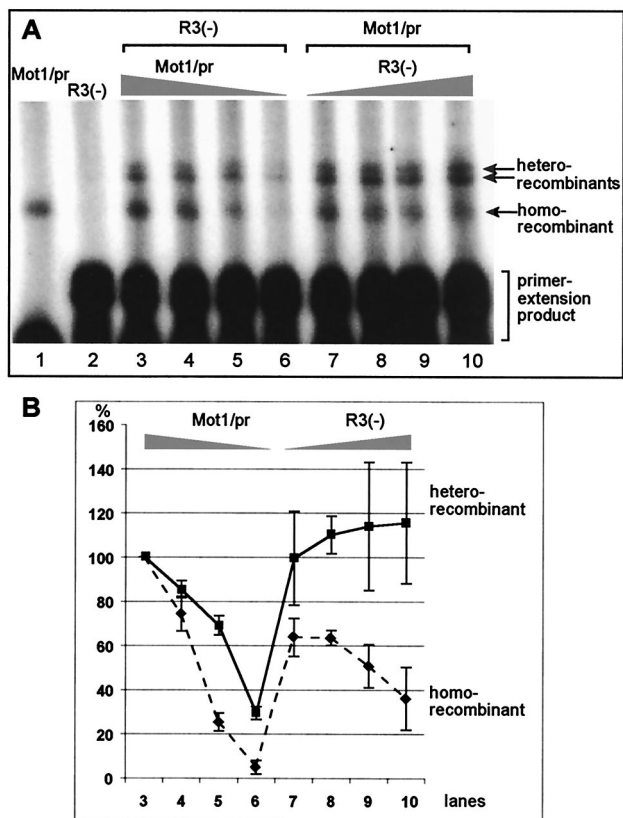 A
R3(-)
Mot1/pr
Mot1/pr
R3(-)
Mot1/pr
R3(-)
hetero-
recombinants
homo-
recombinant
primer-
extension
product
1 2 3 4 5 6 7 8 9 10
B
%
Mot1/pr
R3(-)
160
140
120
100
80
60
40
20
0
hetero-
recombinant
homo-
recombinant
3 4 5 6 7 8 9 10 lanes